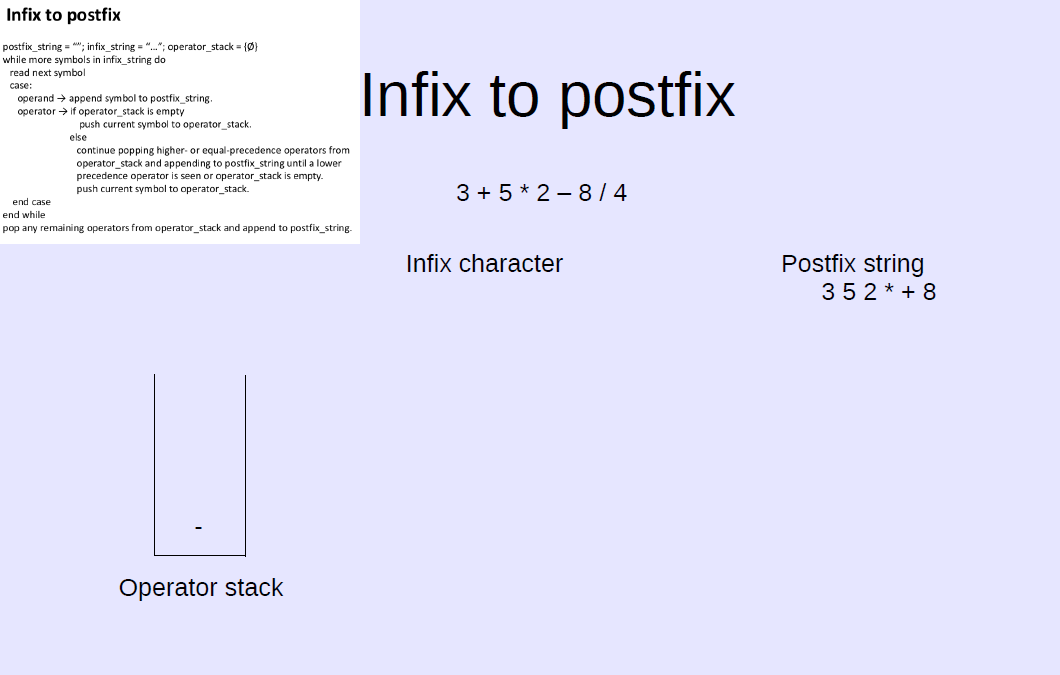 Infix to postfix
postfix_string = “”; infix_string = “...”; operator_stack = {Ø}
while more symbols in infix_string do
read next symbol
case:
operand → append symbol to postfix_string.
operator → if operator_stack is empty
push current symbol to operator_stack.
else
continue popping higher- or equal-precedence operators from
operator_stack and appending to postfix_string until a lower
precedence operator is seen or operator_stack is empty.
push current symbol to operator_stack.
end case
end while
pop any remaining operators from operator_stack and append to postfix_string.
Infix to postfix
3 + 5 * 2 – 8 / 4
Infix character
Postfix string
3 5 2 * + 8
-
Operator stack